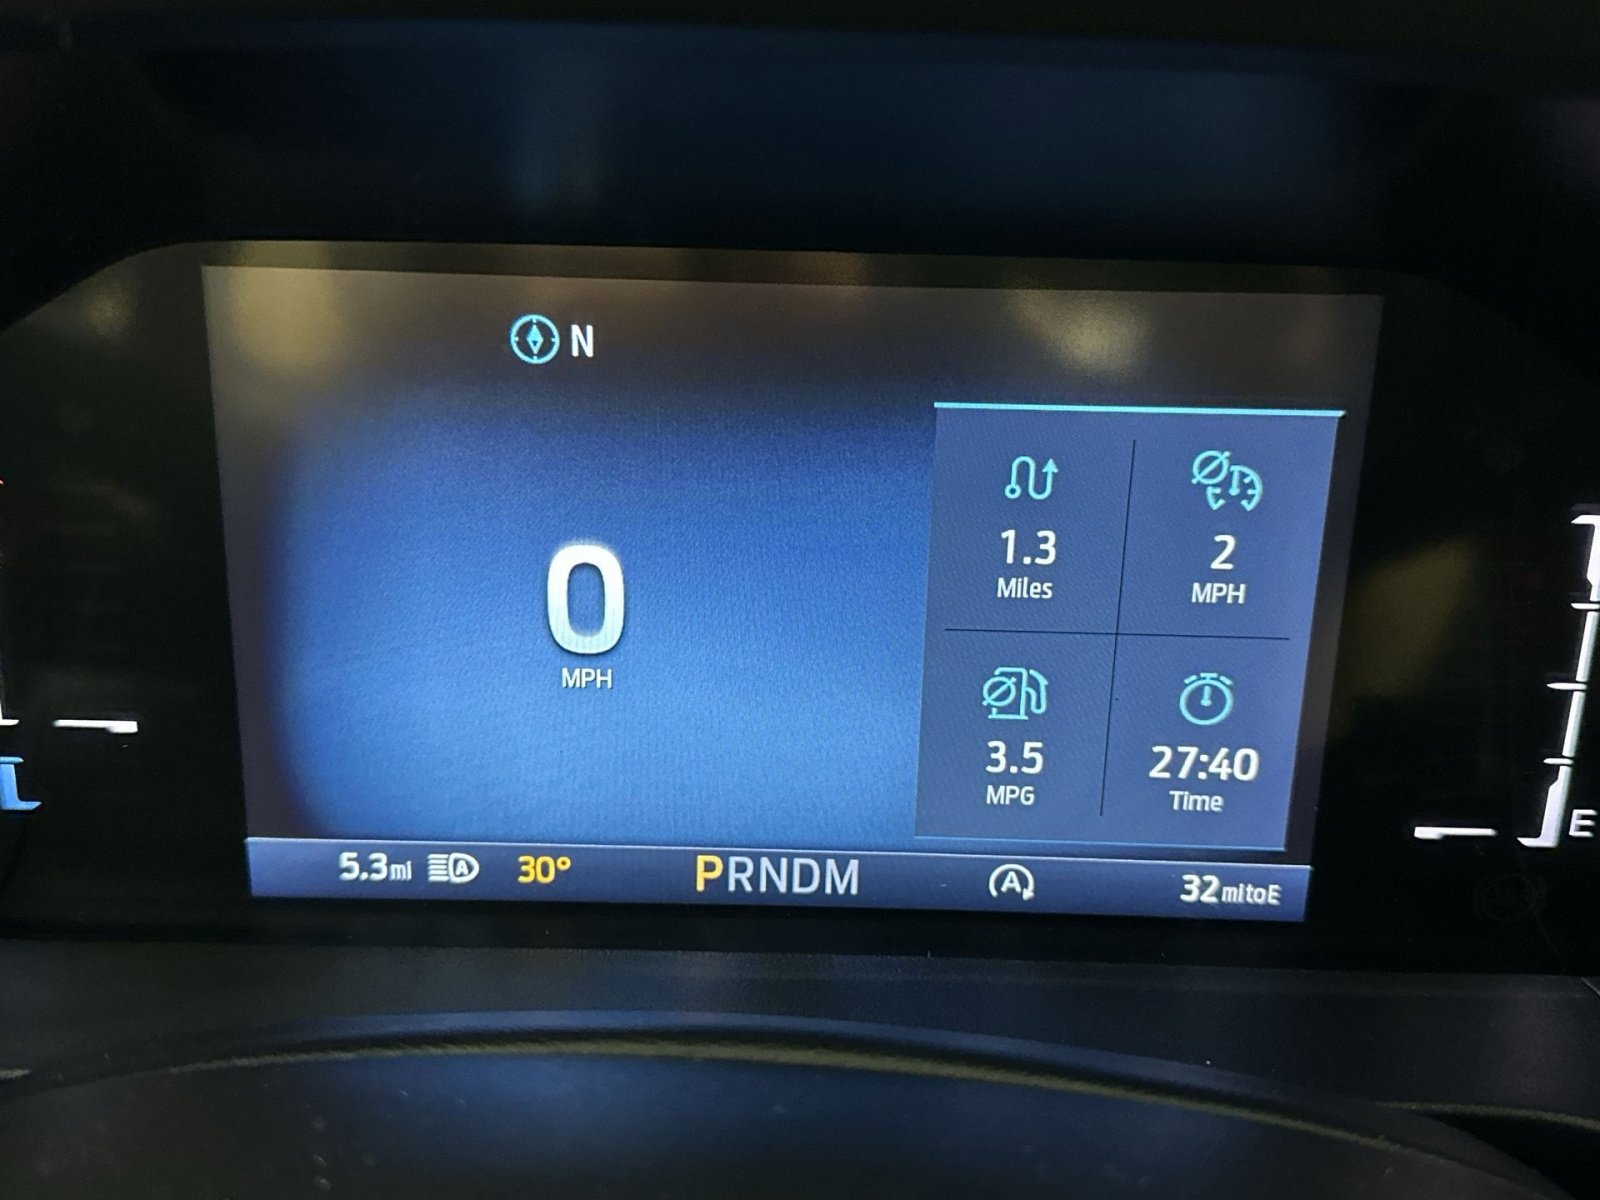 N
0
MPH
1.3
Miles
2
MPH
3.5
MPG
27:40
Time
5.3mi A 30° PRNDM A 32mitoE
E